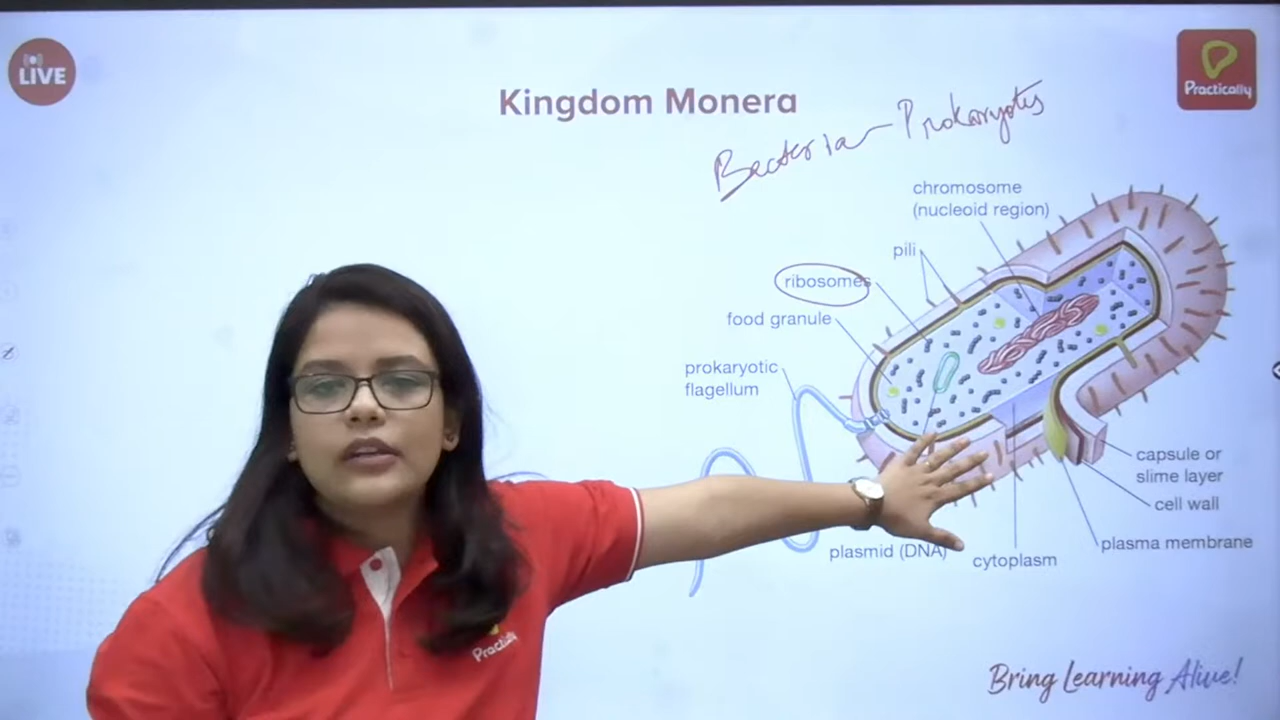 LIVE
Practically
Kingdom Monera
Bacteria - Prokaryotes
chromosome
(nucleoid region)
pili
ribosomes
food granule
prokaryotic
flagellum
capsule or
slime layer
cell wall
plasma membrane
plasmid (DNA)
cytoplasm
Practically
Bring Learning Alive!